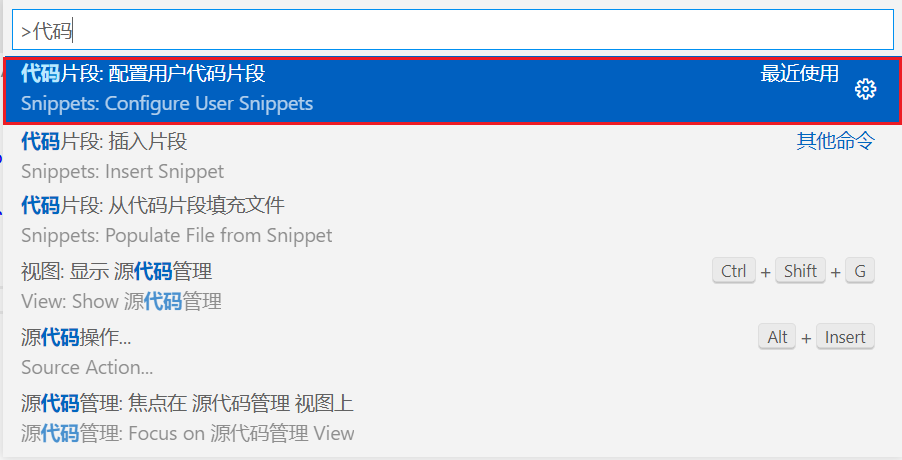 >代码
代码片段: 配置用户代码片段 最近使用
Snippets: Configure User Snippets
代码片段: 插入片段 其他命令
Snippets: Insert Snippet
代码片段: 从代码片段填充文件
Snippets: Populate File from Snippet
视图: 显示 源代码管理 Ctrl + Shift + G
View: Show 源代码管理
源代码操作... Alt + Insert
Source Action...
源代码管理: 焦点在 源代码管理 视图上
源代码管理: Focus on 源代码管理 View